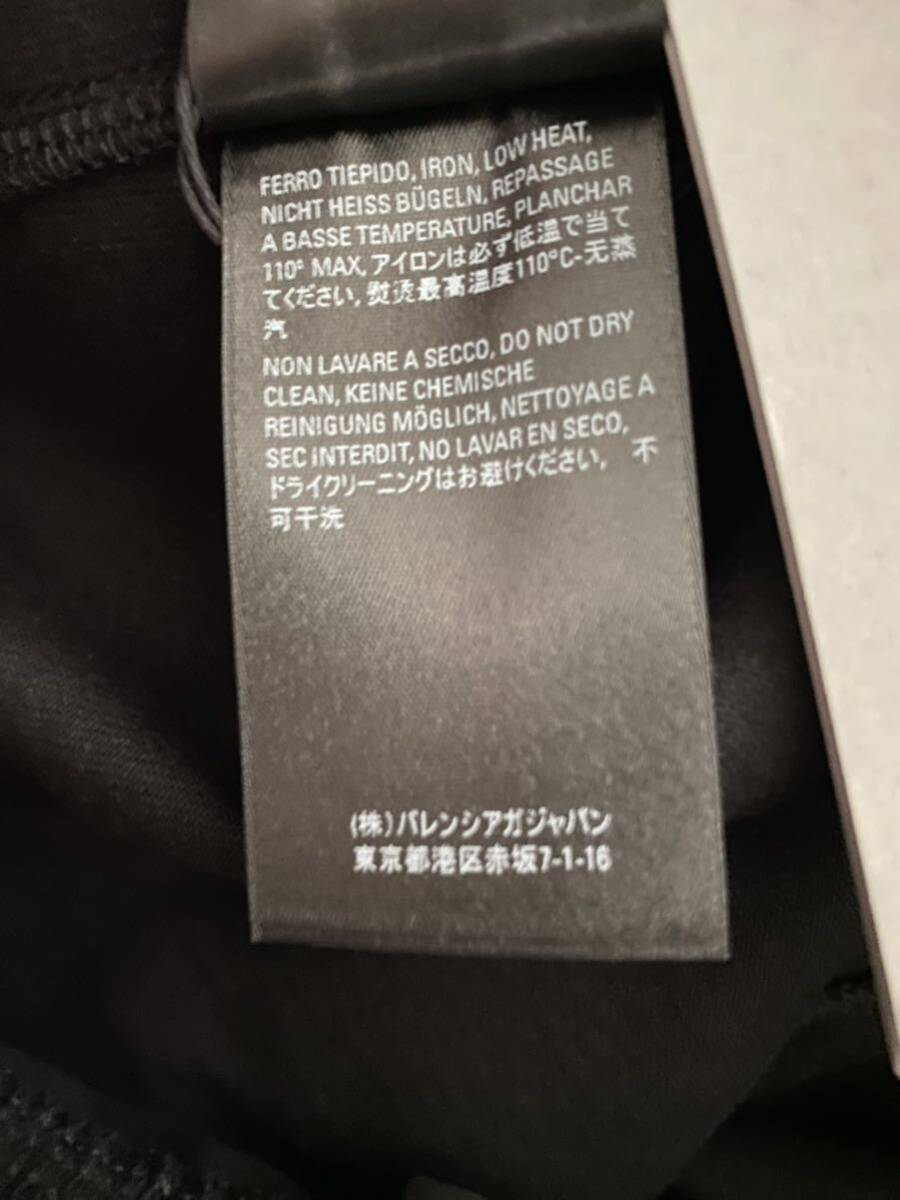 FERRO TIEPIDO, IRON, LOW HEAT,
NICHT HEISS BÜGELN, REPASSAGE
A BASSE TEMPERATURE, PLANCHAR
110° MAX, アイロンは必ず低温で当て
てください, 熨烫最高温度110°C-无蒸
汽
NON LAVARE A SECCO, DO NOT DRY
CLEAN, KEINE CHEMISCHE
REINIGUNG MÖGLICH, NETTOYAGE A
SEC INTERDIT, NO LAVAR EN SECO,
ドライクリーニングはお避けください, 不
可干洗
(株)バレンシアガジャパン
東京都港区赤坂7-1-16